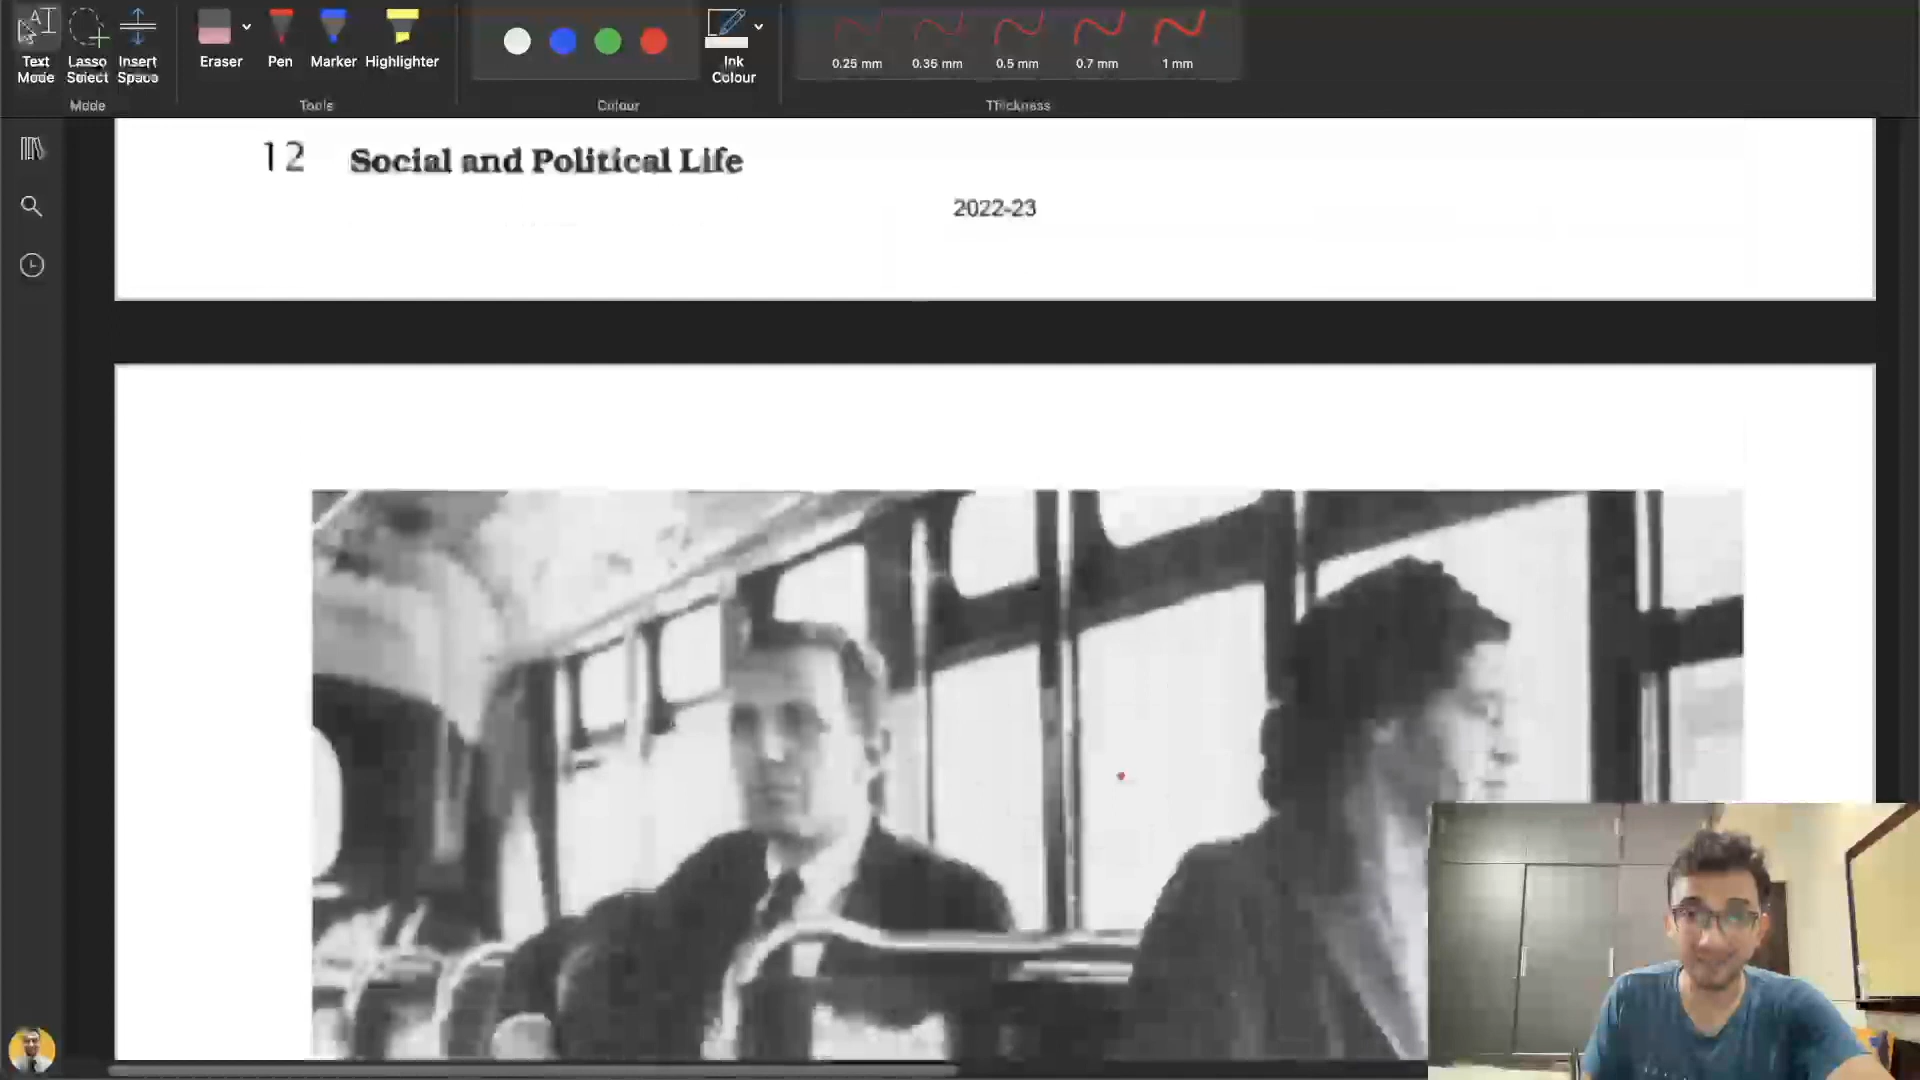 Text
Mode
Lasso
Select
Insert
Space
Eraser
Pen
Marker
Highlighter
Ink
Colour
0.25 mm
0.35 mm
0.5 mm
0.7 mm
1 mm
Mode
Tools
Colour
Thickness
12 Social and Political Life
2022-23